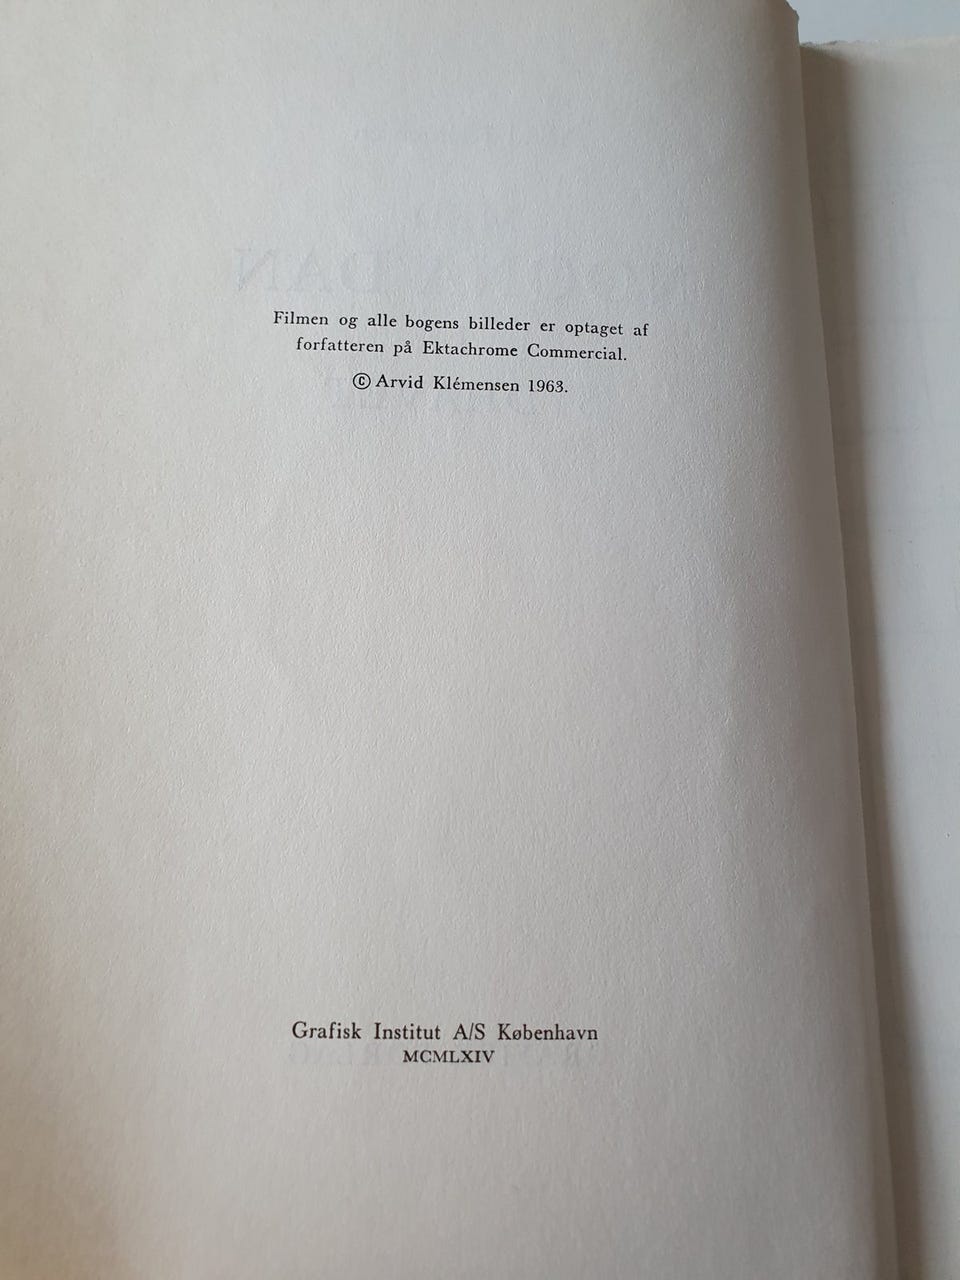 Filmen og alle bogens billeder er optaget af
forfatteren på Ektachrome Commercial.
© Arvid Klémensen 1963.
Grafisk Institut A/S København
MCMLXIV